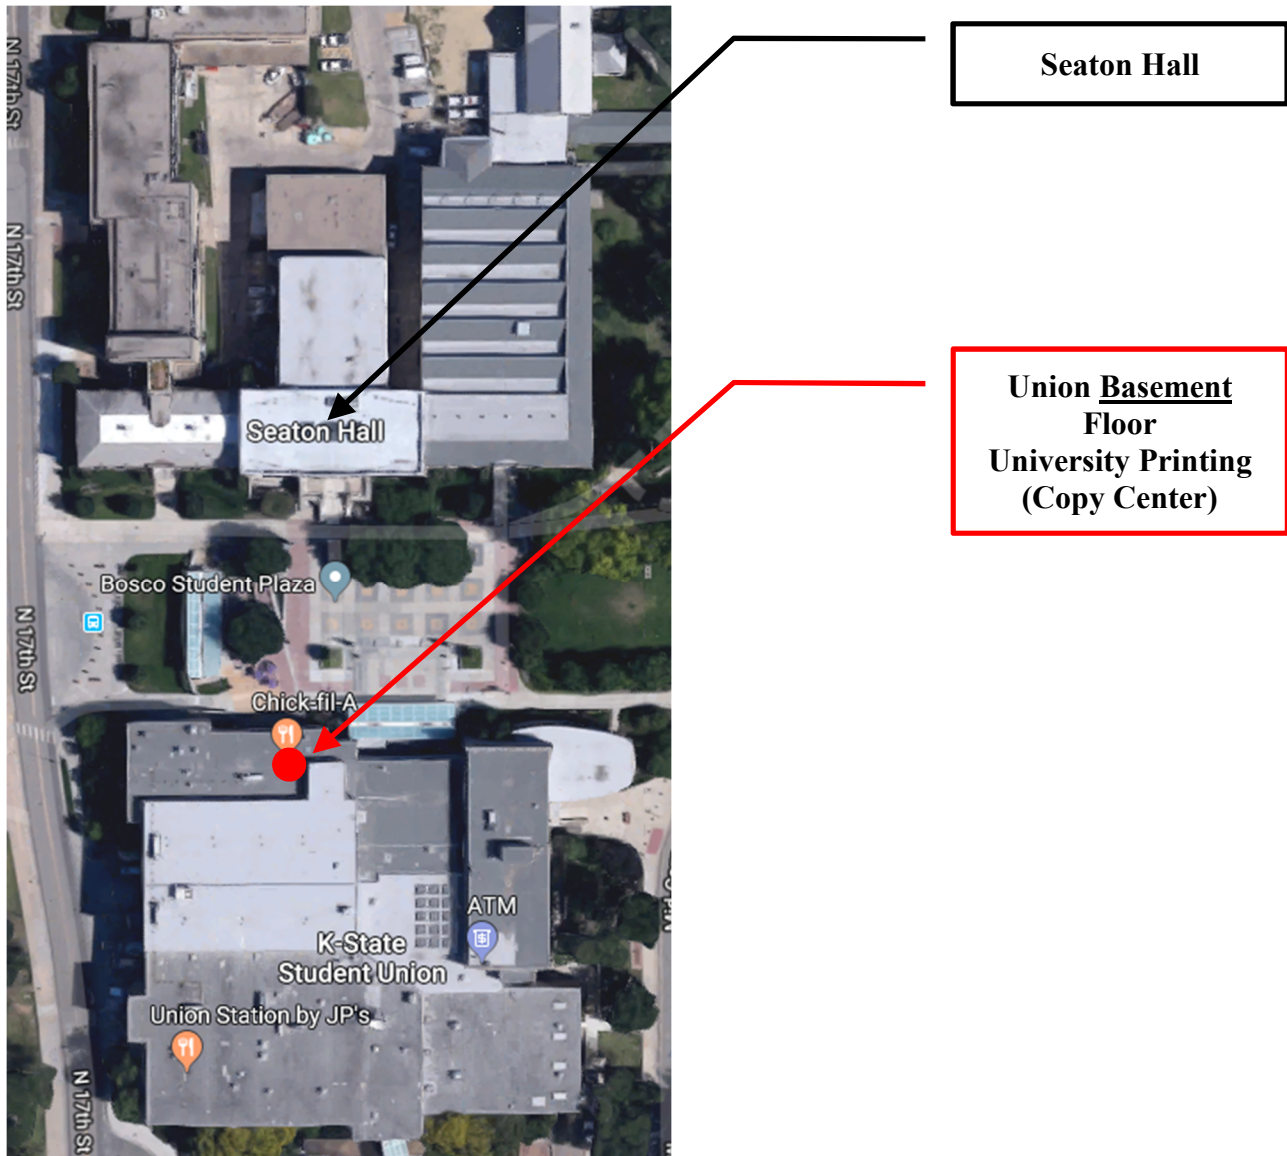 N 17th St
N 17th St
Seaton Hall
Seaton Hall
Union Basement
Floor
University Printing
(Copy Center)
Bosco Student Plaza
N 17th St
Chick-fil-A
ATM
K-State
Student Union
Union Station by JP's
N 17th St